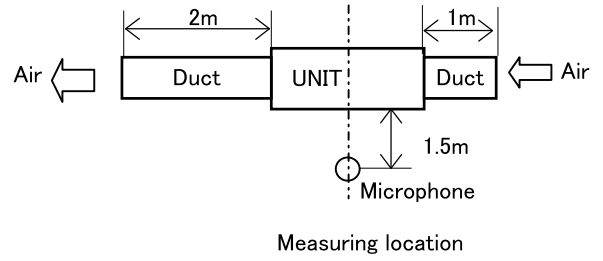 2m
1m
Air
Duct
UNIT
Duct
Air
1.5m
Microphone
Measuring location